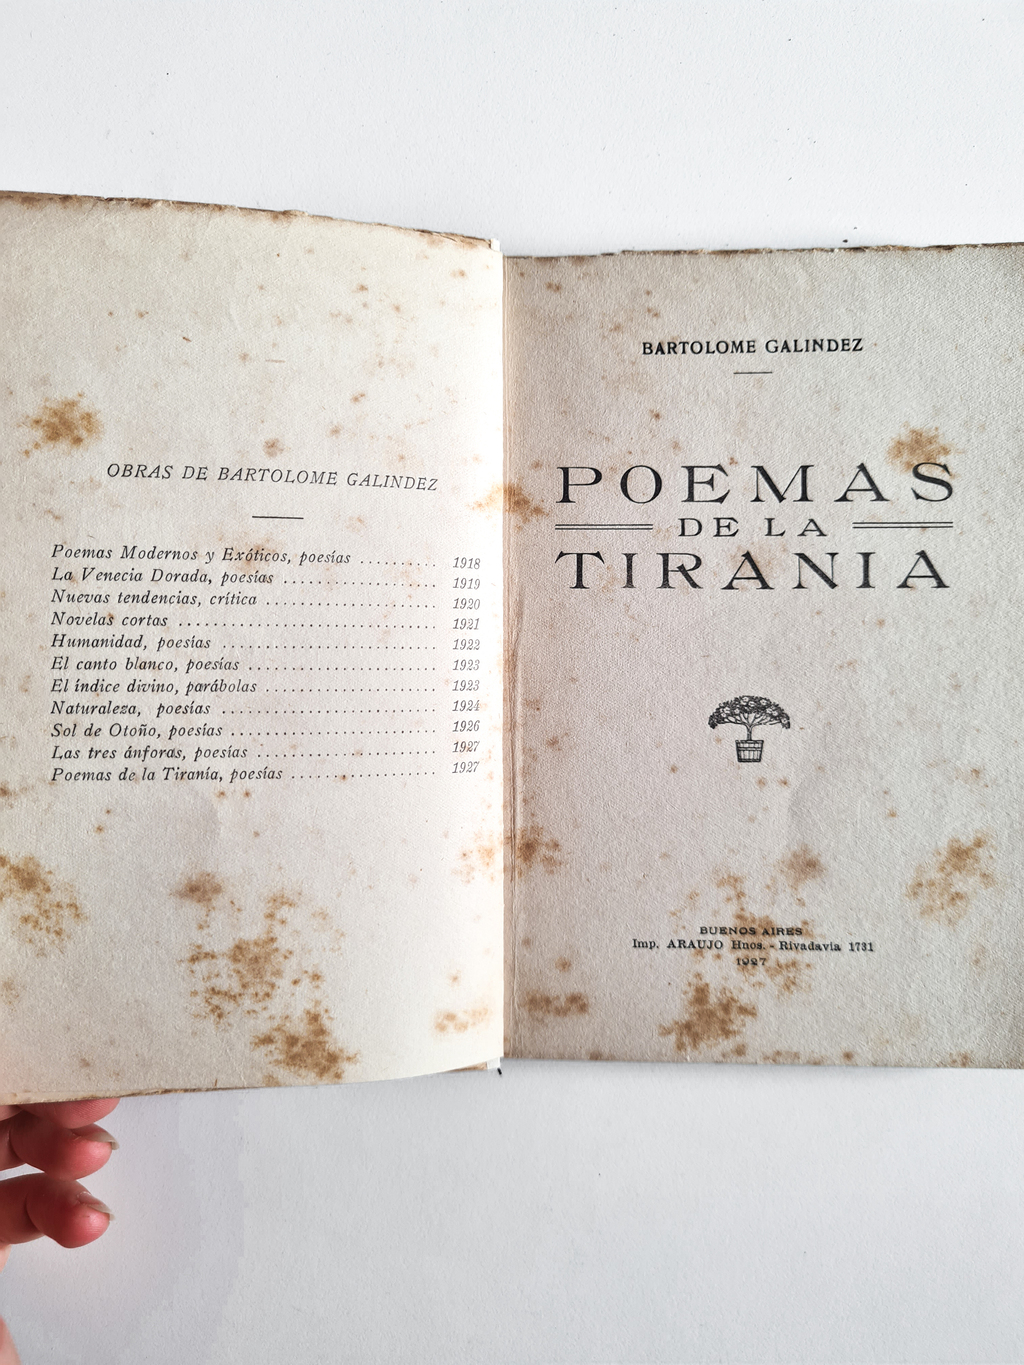 OBRAS DE BARTOLOME GALINDEZ
Poemas Modernos y Exóticos, poesías .......... 1918
La Venecia Dorada, poesías .................... 1919
Nuevas tendencias, crítica ...................... 1920
Novelas cortas ................................. 1921
Humanidad, poesías ........................... 1922
El canto blanco, poesías ........................ 1923
El índice divino, parábolas ...................... 1923
Naturaleza, poesías ........................... 1924
Sol de Otoño, poesías .......................... 1926
Las tres ánforas, poesías ....................... 1927
Poemas de la Tiranía, poesías ................... 1927
BARTOLOME GALINDEZ
POEMAS
DE LA
TIRANIA
BUENOS AIRES
Imp. ARAUJO Hnos. - Rivadavia 1731
1927